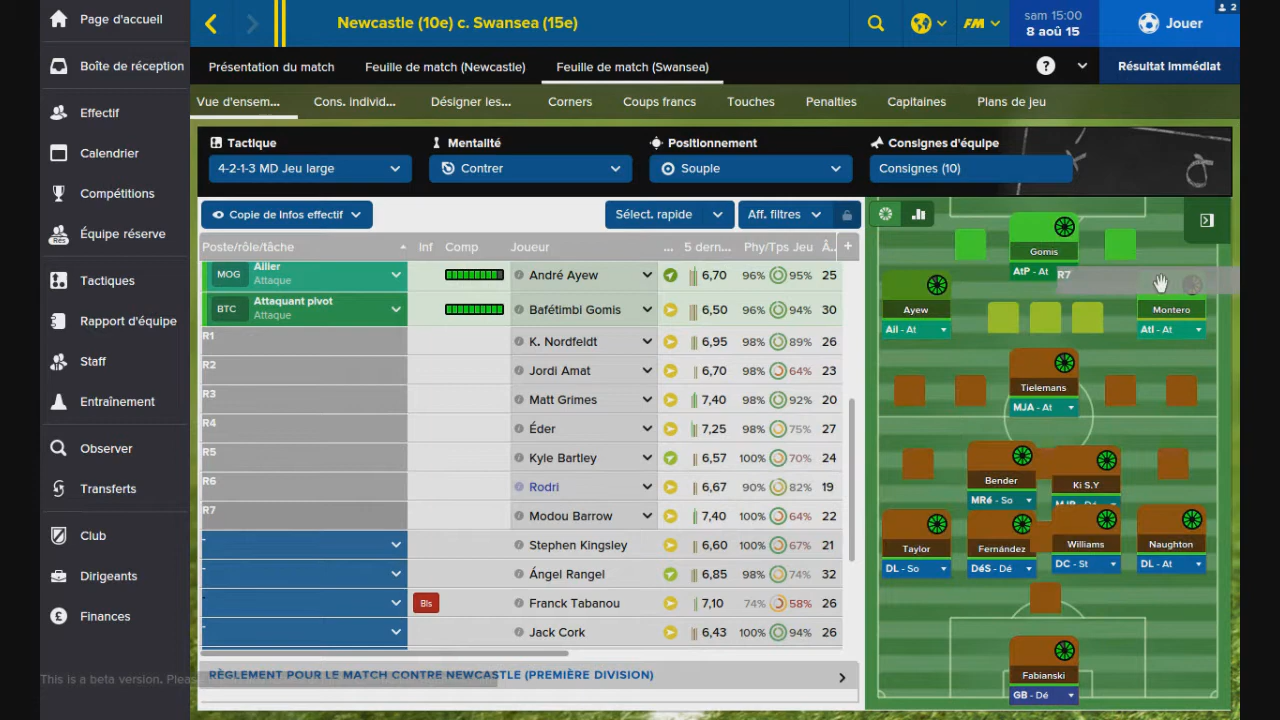 Page d'accueil
Boîte de réception
Effectif
Calendrier
Compétitions
Rés
Équipe réserve
Tactiques
Rapport d'équipe
Staff
Entraînement
Observer
Transferts
Club
Dirigeants
£ Finances
This is a beta version. Pleas
Newcastle (10e) c. Swansea (15e)
FM
sam 15:00
8 aoû 15
Jouer
2
Présentation du match
Feuille de match (Newcastle)
Feuille de match (Swansea)
?
Résultat Immédiat
Vue d'ensem...
Cons. individ...
Désigner les...
Corners
Coups francs
Touches
Penalties
Capitaines
Plans de jeu
Tactique
Mentalité
Positionnement
Consignes d'équipe
4-2-1-3 MD Jeu large
Contrer
Souple
Consignes (10)
Copie de Infos effectif
Sélect. rapide
Aff. filtres
Poste/rôle/tâche Inf Comp Joueur ... 5 dern... Phy/Tps Jeu Â.. +
MOG Ailier Attaque André Ayew 6,70 96% 95% 25
BTC Attaquant pivot Attaque Bafétimbi Gomis 6,50 96% 94% 30
R1 K. Nordfeldt 6,95 98% 89% 26
R2 Jordi Amat 6,70 98% 64% 23
R3 Matt Grimes 7,40 98% 92% 20
R4 Éder 7,25 98% 75% 27
R5 Kyle Bartley 6,57 100% 70% 24
R6 Rodri 6,67 90% 82% 19
R7 Modou Barrow 7,40 100% 64% 22
- Stephen Kingsley 6,60 100% 67% 21
- Ángel Rangel 6,85 98% 74% 32
- Bls Franck Tabanou 7,10 74% 58% 26
- Jack Cork 6,43 100% 94% 26
RÈGLEMENT POUR LE MATCH CONTRE NEWCASTLE (PREMIÈRE DIVISION)
Gomis
AtP - At
R7
Ayew
Montero
Ail - At
AtI - At
Tielemans
MJA - At
Bender
Ki S.Y
MRé - So
Taylor
Fernández
Williams
Naughton
DL - So
DéS - Dé
DC - St
DL - At
Fabianski
GB - Dé